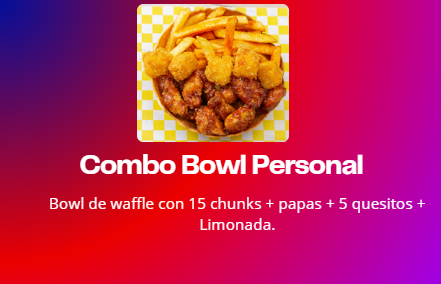 Combo Bowl Personal
Bowl de waffle con 15 chunks + papas + 5 quesitos +
Limonada.